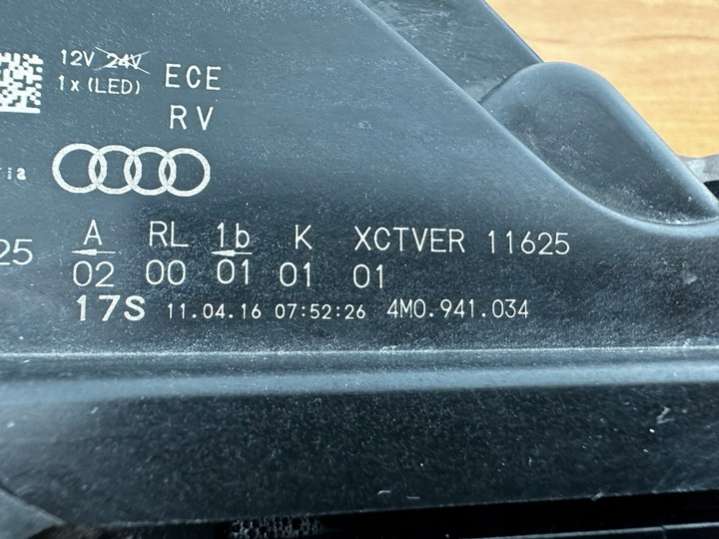 12V 24V
1x(LED) ECE
RV
ia
25 A RL 1b K XCTVER 11625
02 00 01 01 01
17S 11.04.16 07:52:26 4M0.941.034